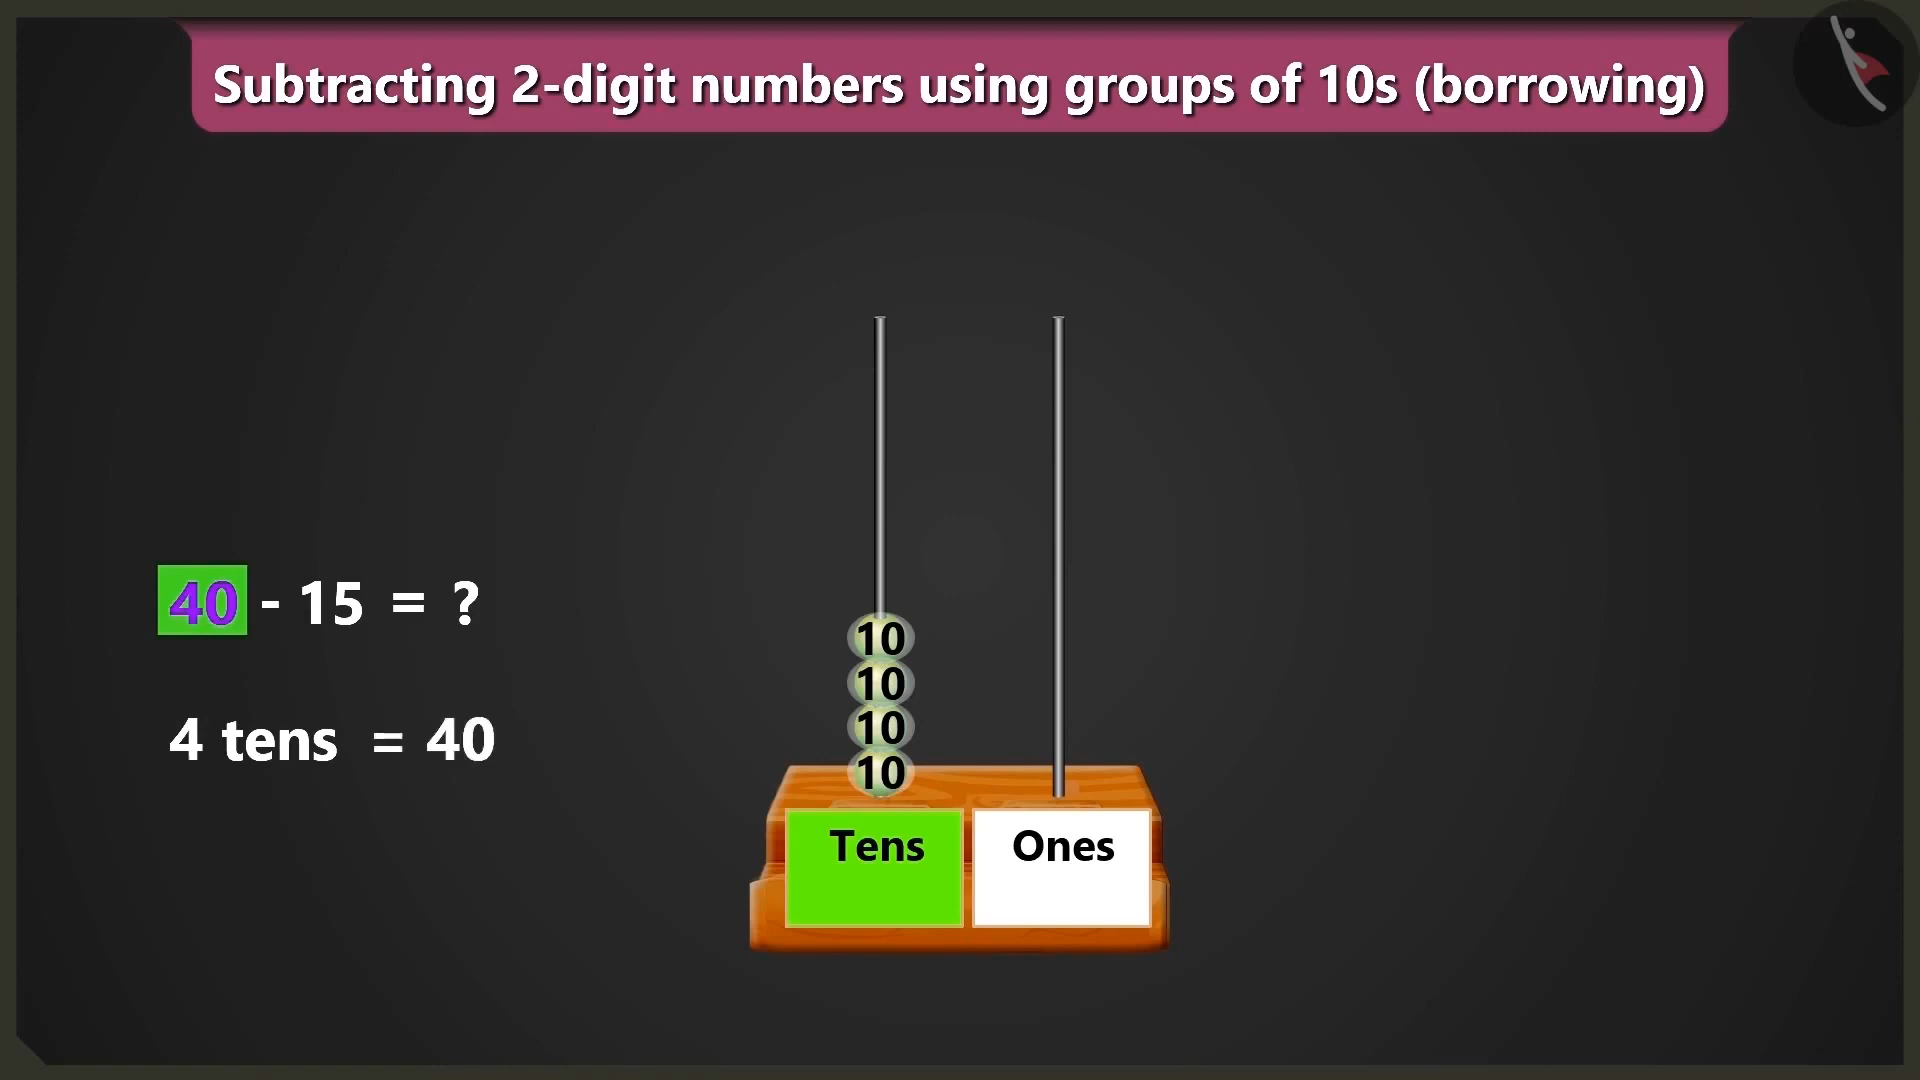 Subtracting 2-digit numbers using groups of 10s (borrowing)
40 - 15 = ?
4 tens = 40
10
10
10
10
Tens
Ones